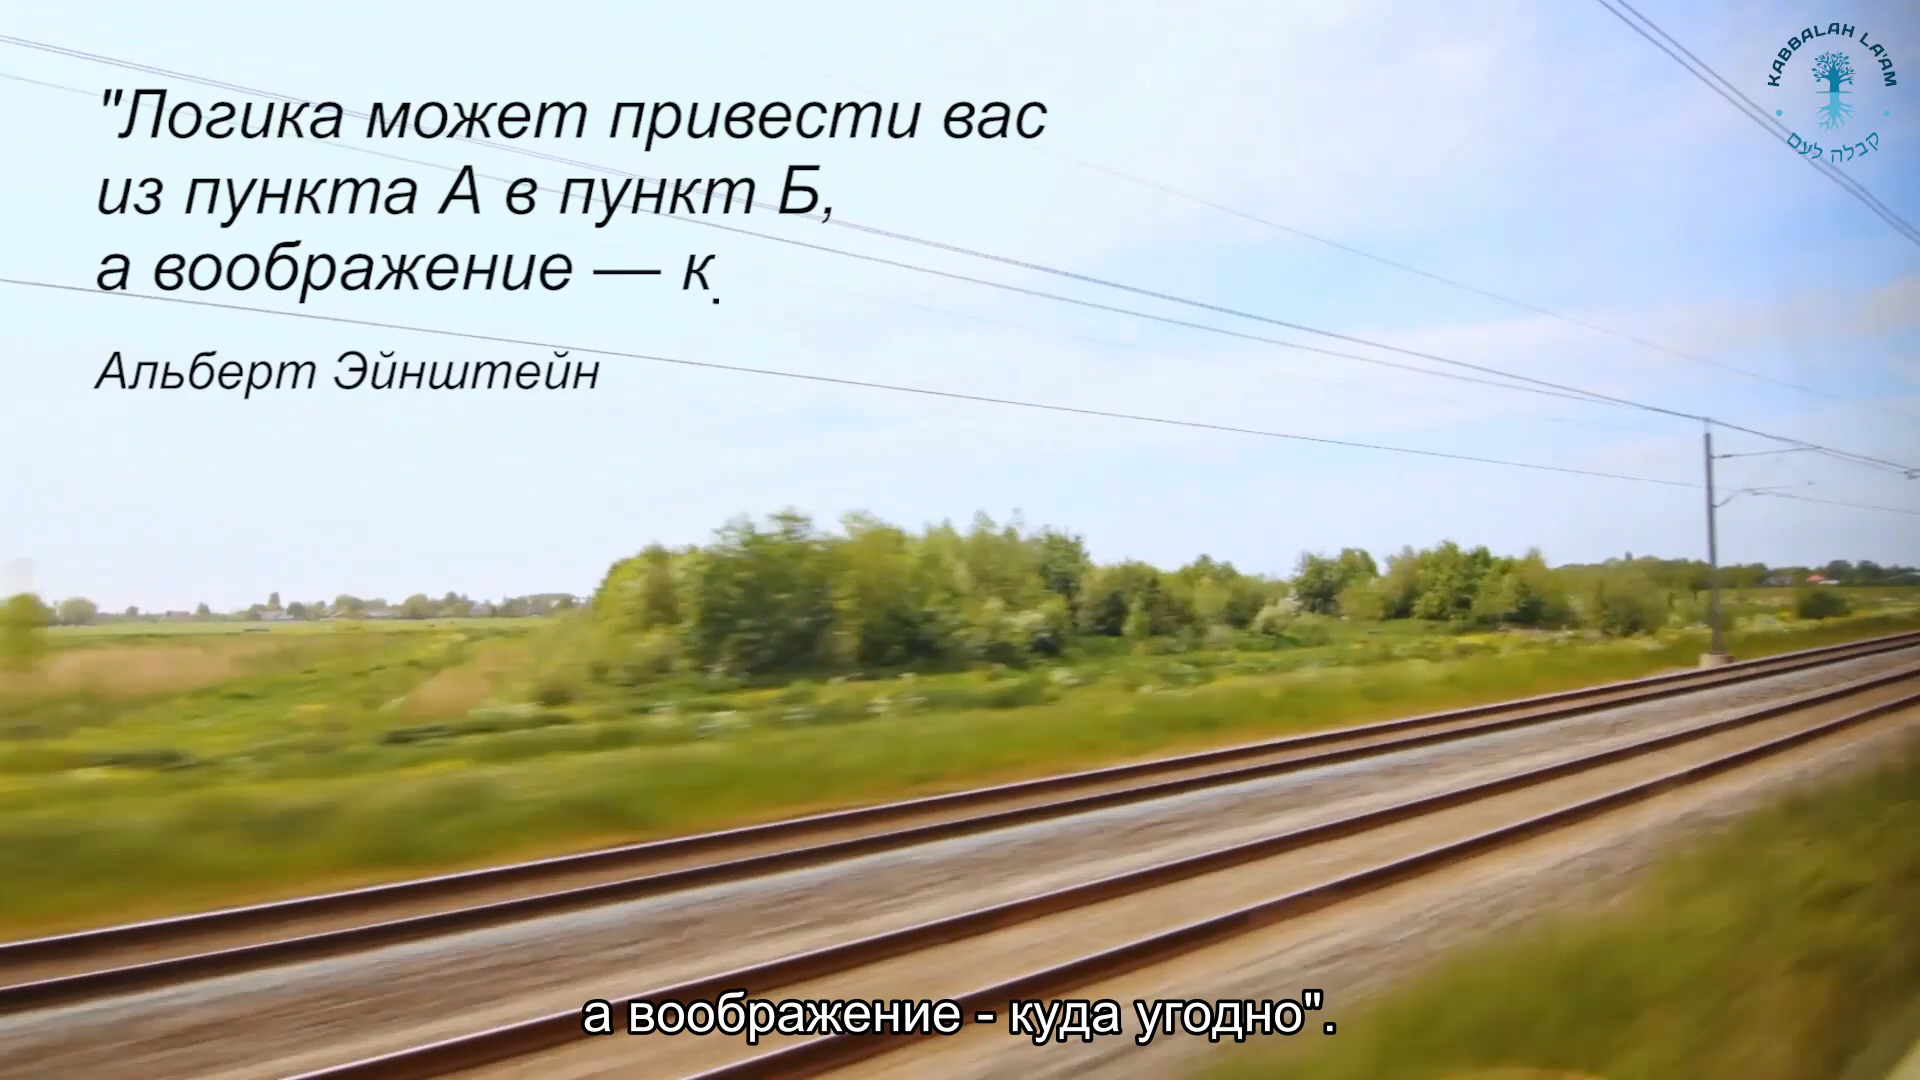 "Логика может привести вас
из пункта А в пункт Б,
а воображение — к.
Альберт Эйнштейн
KABBALAH LA'AM
קבלה לעם
а воображение - куда угодно".